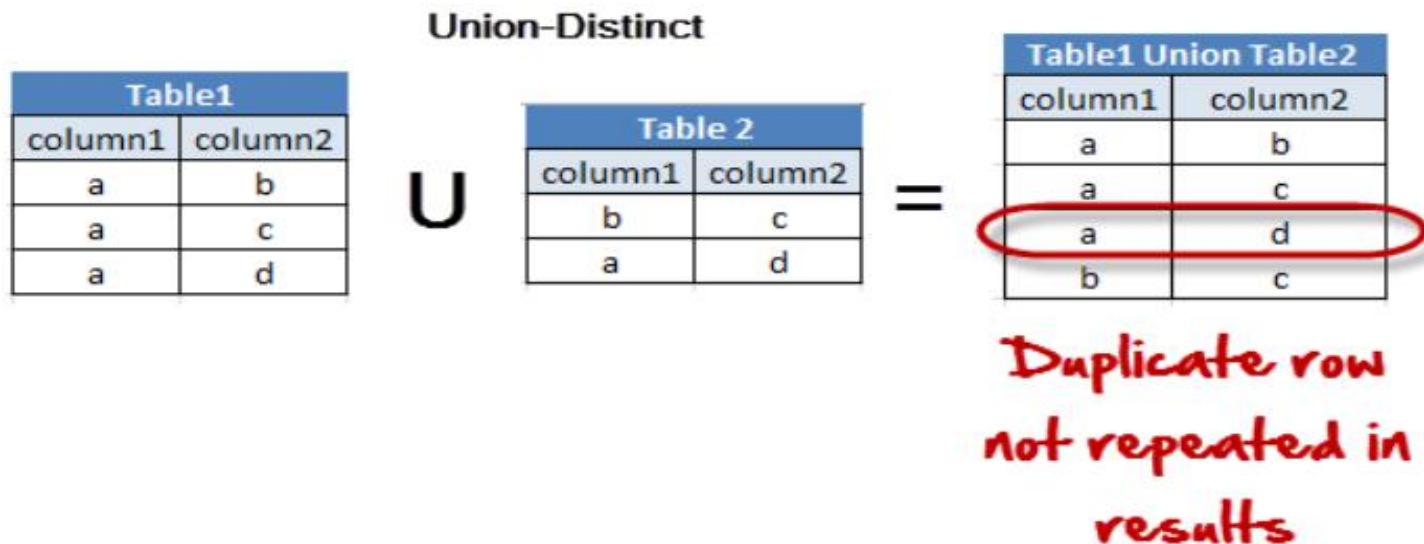 Union-Distinct
Table1
column1 column2
a b
a c
a d
U
Table 2
column1 column2
b c
a d
=
Table1 Union Table2
column1 column2
a b
a c
a d
b c
Duplicate row
not repeated in
results